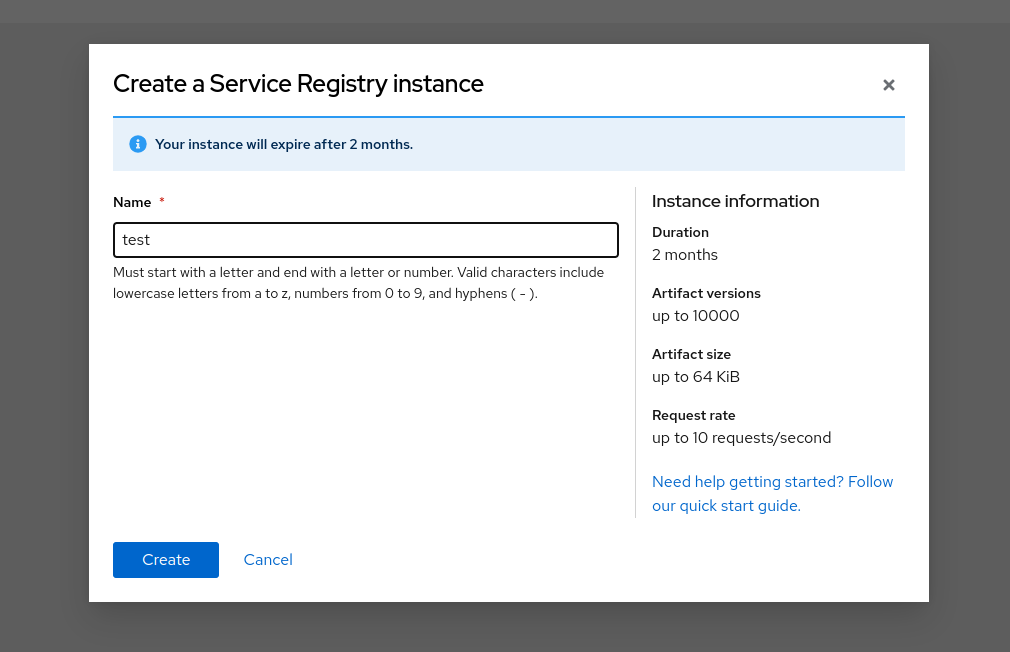 Create a Service Registry instance
Your instance will expire after 2 months.
Name *
test
Must start with a letter and end with a letter or number. Valid characters include
lowercase letters from a to z, numbers from 0 to 9, and hyphens ( - ).
Instance information
Duration
2 months
Artifact versions
up to 10000
Artifact size
up to 64 KiB
Request rate
up to 10 requests/second
Need help getting started? Follow
our quick start guide.
Create
Cancel